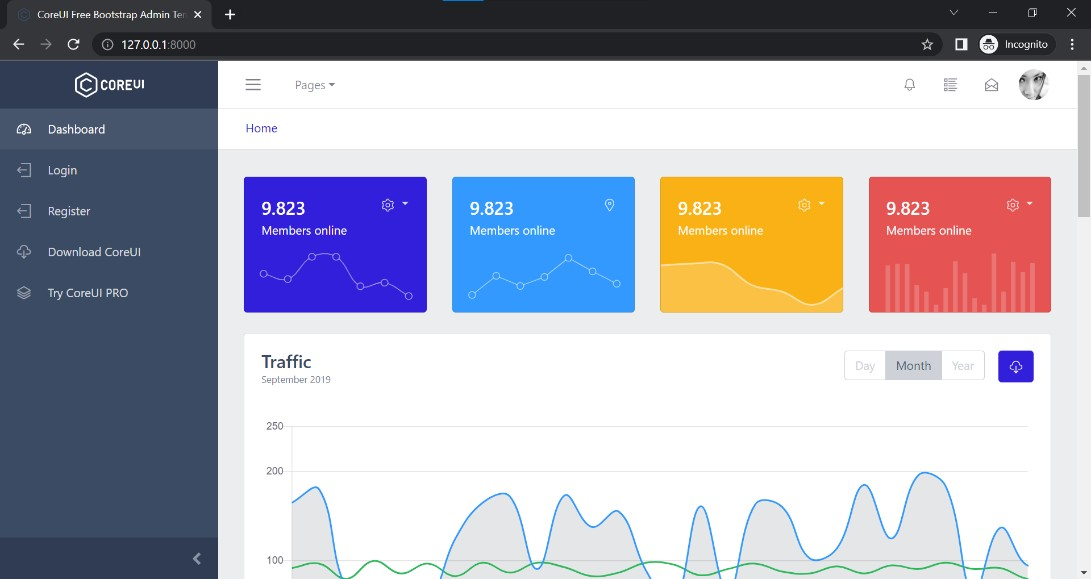 CoreUI Free Bootstrap Admin Ter
127.0.0.1:8000
Incognito
COREUI
Pages
Dashboard
Home
Login
Register
Download CoreUI
Try CoreUI PRO
9.823
Members online
9.823
Members online
9.823
Members online
9.823
Members online
Traffic
September 2019
Day
Month
Year
250
200
100